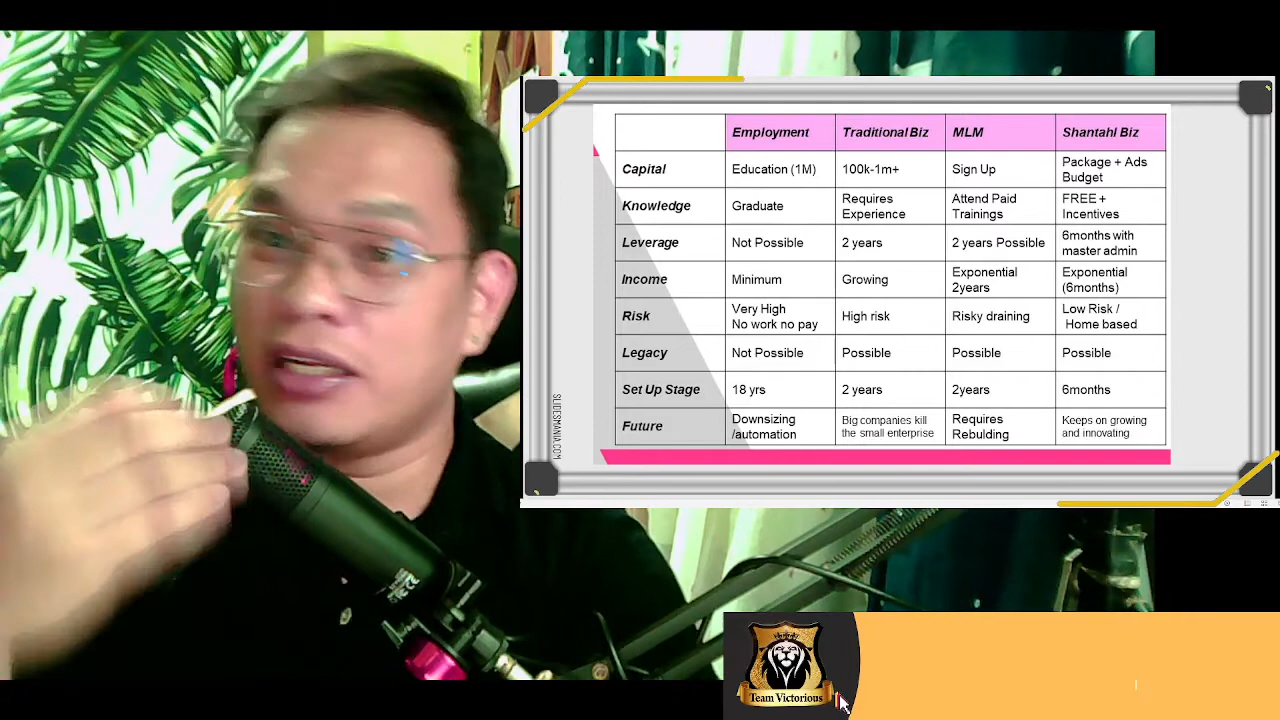 Employment
Traditional Biz
MLM
Shantahl Biz
Capital
Education (1M)
100k-1m+
Sign Up
Package + Ads
Budget
Knowledge
Graduate
Requires
Experience
Attend Paid
Trainings
FREE +
Incentives
Leverage
Not Possible
2 years
2 years Possible
6months with
master admin
Income
Minimum
Growing
Exponential
2years
Exponential
(6months)
Risk
Very High
No work no pay
High risk
Risky draining
Low Risk /
Home based
Legacy
Not Possible
Possible
Possible
Possible
Set Up Stage
18 yrs
2 years
2years
6months
Future
Downsizing
/automation
Big companies kill
the small enterprise
Requires
Rebulding
Keeps on growing
and innovating
SLIDESMANIA.COM
Team Victorious